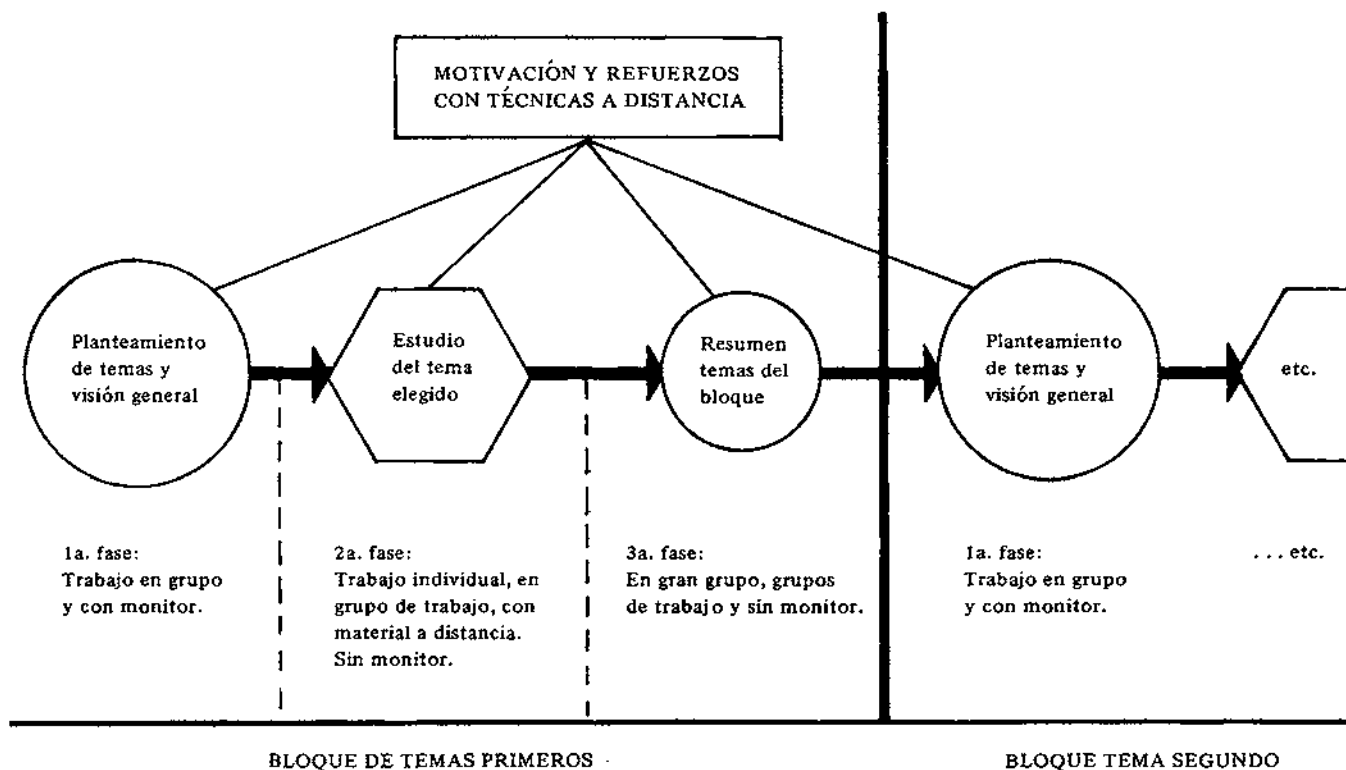 MOTIVACIÓN Y REFUERZOS
CON TÉCNICAS A DISTANCIA
Planteamiento
de temas y
visión general
Estudio
del tema
elegido
Resumen
temas del
bloque
Planteamiento
de temas y
visión general
etc.
1a. fase:
Trabajo en grupo
y con monitor.
2a. fase:
Trabajo individual, en
grupo de trabajo, con
material a distancia.
Sin monitor.
3a. fase:
En gran grupo, grupos
de trabajo y sin monitor.
1a. fase:
Trabajo en grupo
y con monitor.
... etc.
BLOQUE DE TEMAS PRIMEROS
BLOQUE TEMA SEGUNDO